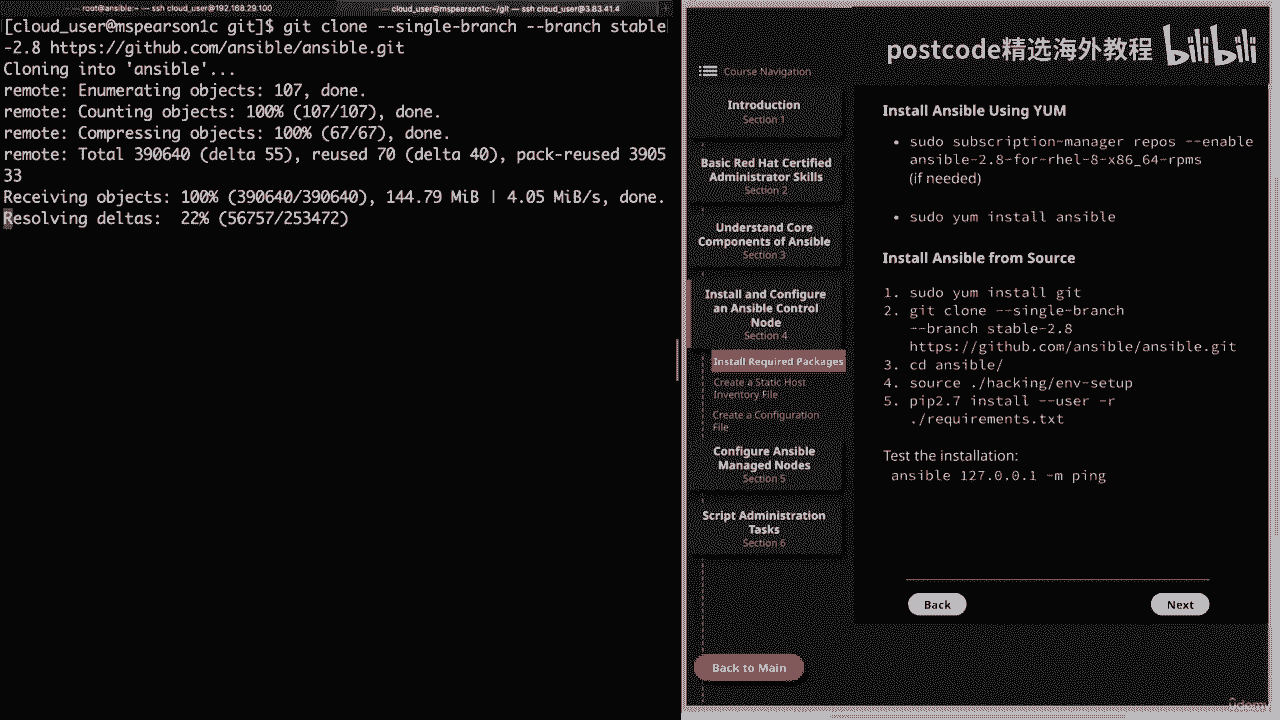 root@ansible:~ — ssh cloud_user@192.168.29.100
cloud_user@mspearson1c:~/git — ssh cloud_user@3.83.41.4
[cloud_user@mspearson1c git]$ git clone --single-branch --branch stable
-2.8 https://github.com/ansible/ansible.git
Cloning into 'ansible'...
remote: Enumerating objects: 107, done.
remote: Counting objects: 100% (107/107), done.
remote: Compressing objects: 100% (67/67), done.
remote: Total 390640 (delta 55), reused 70 (delta 40), pack-reused 3905
33
Receiving objects: 100% (390640/390640), 144.79 MiB | 4.05 MiB/s, done.
Resolving deltas:  22% (56757/253472)
postcode精选海外教程 bilibili
Course Navigation
Introduction
Section 1
Basic Red Hat Certified
Administrator Skills
Section 2
Understand Core
Components of Ansible
Section 3
Install and Configure
an Ansible Control
Node
Section 4
Install Required Packages
Create a Static Host
Inventory File
Create a Configuration
File
Configure Ansible
Managed Nodes
Section 5
Script Administration
Tasks
Section 6
Back to Main
Install Ansible Using YUM
• sudo subscription-manager repos --enable
ansible-2.8-for-rhel-8-x86_64-rpms
(if needed)
• sudo yum install ansible
Install Ansible from Source
1. sudo yum install git
2. git clone --single-branch
--branch stable-2.8
https://github.com/ansible/ansible.git
3. cd ansible/
4. source ./hacking/env-setup
5. pip2.7 install --user -r
./requirements.txt
Test the installation:
ansible 127.0.0.1 -m ping
Back
Next
ûdemy